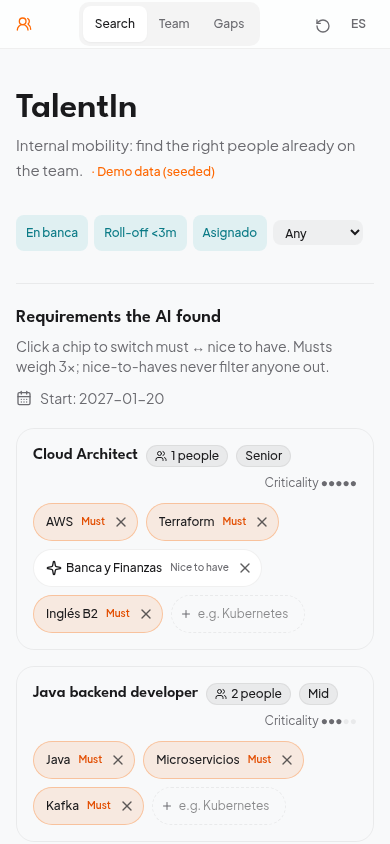 Search Team Gaps ES
TalentIn
Internal mobility: find the right people already on
the team. · Demo data (seeded)
En banca Roll-off <3m Asignado Any
Requirements the AI found
Click a chip to switch must ↔ nice to have. Musts
weigh 3×; nice-to-haves never filter anyone out.
Start: 2027-01-20
Cloud Architect 1 people Senior
Criticality ●●●●●
AWS Must × Terraform Must ×
Banca y Finanzas Nice to have ×
Inglés B2 Must × + e.g. Kubernetes
Java backend developer 2 people Mid
Criticality ●●●●●
Java Must × Microservicios Must ×
Kafka Must × + e.g. Kubernetes